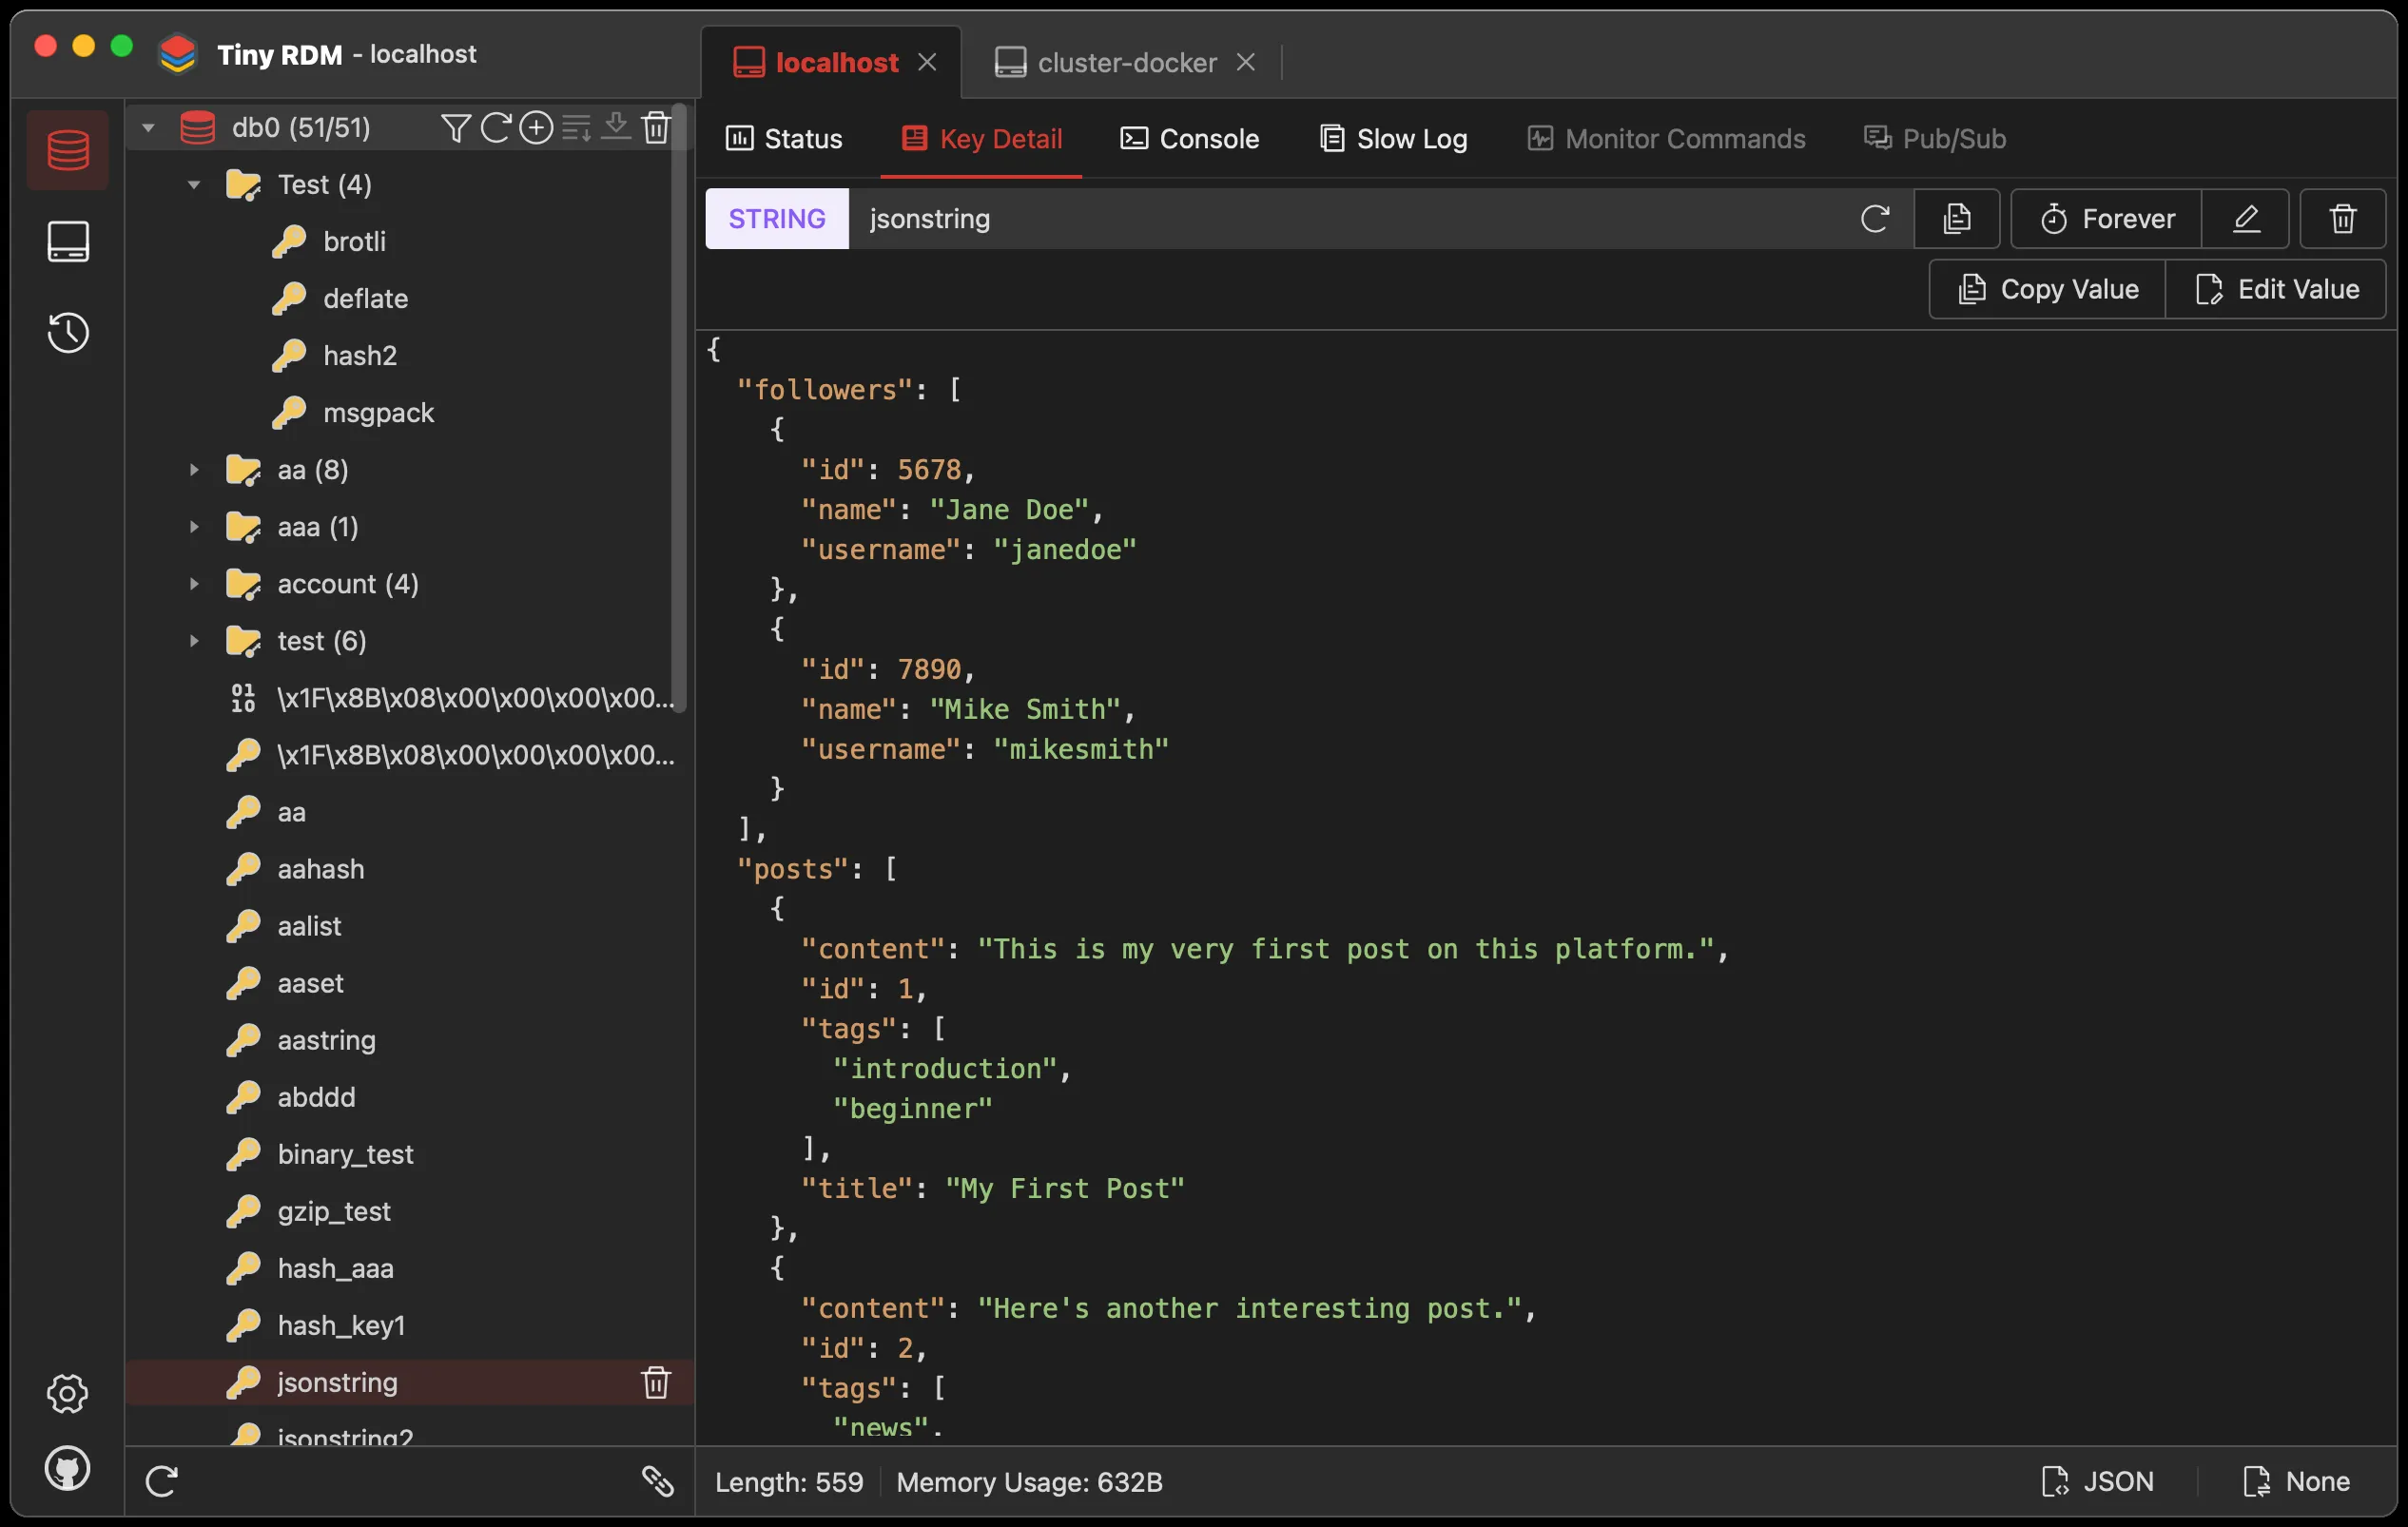 Tiny RDM - localhost
localhost
cluster-docker
db0 (51/51)
Test (4)
brotli
deflate
hash2
msgpack
aa (8)
aaa (1)
account (4)
test (6)
01
10
\x1F\x8B\x08\x00\x00\x00\x00...
\x1F\x8B\x08\x00\x00\x00\x00...
aa
aahash
aalist
aaset
aastring
abddd
binary_test
gzip_test
hash_aaa
hash_key1
jsonstring
jsonstring2
Status
Key Detail
Console
Slow Log
Monitor Commands
Pub/Sub
STRING
jsonstring
Forever
Copy Value
Edit Value
{
"followers": [
{
"id": 5678,
"name": "Jane Doe",
"username": "janedoe"
},
{
"id": 7890,
"name": "Mike Smith",
"username": "mikesmith"
}
],
"posts": [
{
"content": "This is my very first post on this platform.",
"id": 1,
"tags": [
"introduction",
"beginner"
],
"title": "My First Post"
},
{
"content": "Here's another interesting post.",
"id": 2,
"tags": [
"news",
Length: 559
Memory Usage: 632B
JSON
None